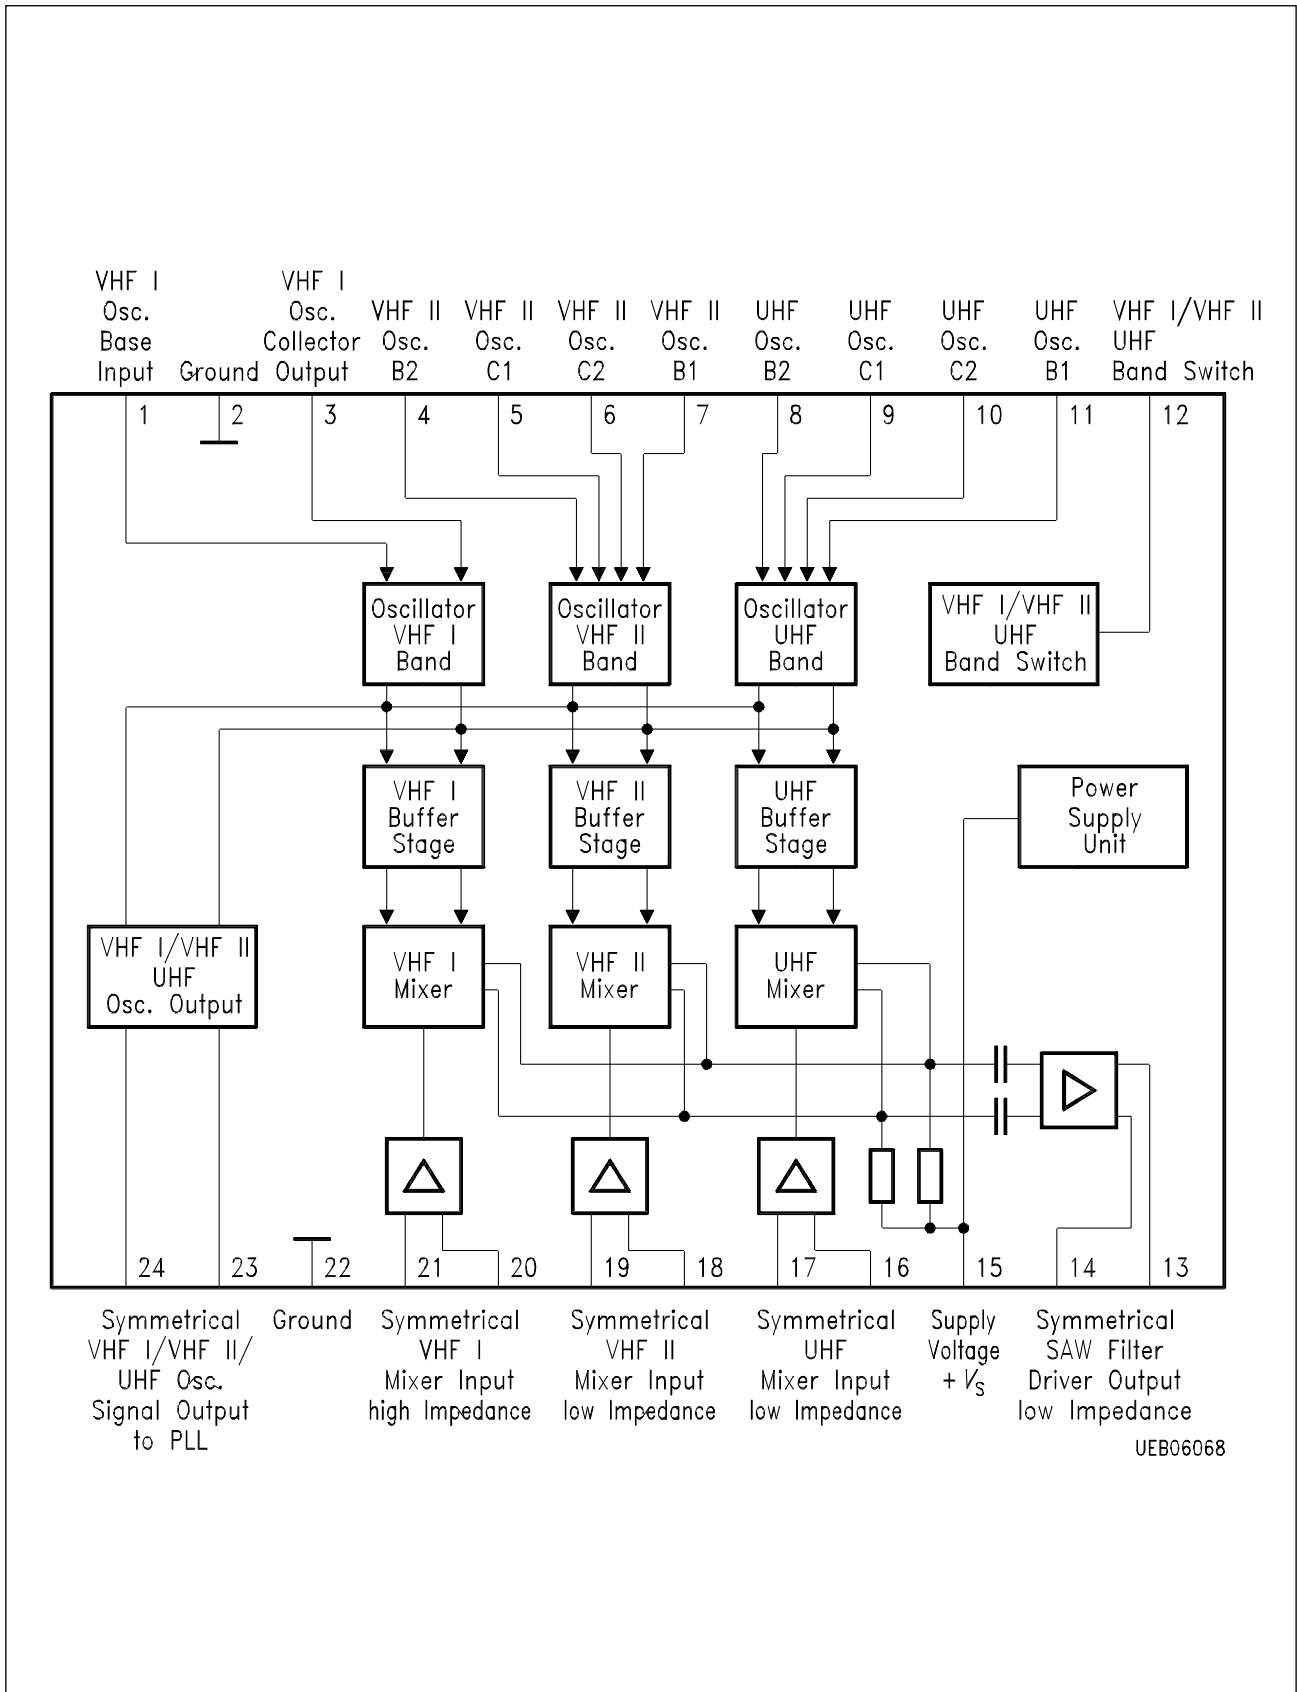 VHF I
Osc.
Base
Input
Ground
VHF I
Osc.
Collector
Output
VHF II
Osc.
B2
VHF II
Osc.
C1
VHF II
Osc.
C2
VHF II
Osc.
B1
UHF
Osc.
B2
UHF
Osc.
C1
UHF
Osc.
C2
UHF
Osc.
B1
VHF I/VHF II
UHF
Band Switch
1
2
3
4
5
6
7
8
9
10
11
12
Oscillator
VHF I
Band
Oscillator
VHF II
Band
Oscillator
UHF
Band
VHF I/VHF II
UHF
Band Switch
VHF I
Buffer
Stage
VHF II
Buffer
Stage
UHF
Buffer
Stage
Power
Supply
Unit
VHF I/VHF II
UHF
Osc. Output
VHF I
Mixer
VHF II
Mixer
UHF
Mixer
24
23
22
21
20
19
18
17
16
15
14
13
Symmetrical
VHF I/VHF II/
UHF Osc.
Signal Output
to PLL
Ground
Symmetrical
VHF I
Mixer Input
high Impedance
Symmetrical
VHF II
Mixer Input
low Impedance
Symmetrical
UHF
Mixer Input
low Impedance
Supply
Voltage
+ VS
Symmetrical
SAW Filter
Driver Output
low Impedance
UEB06068